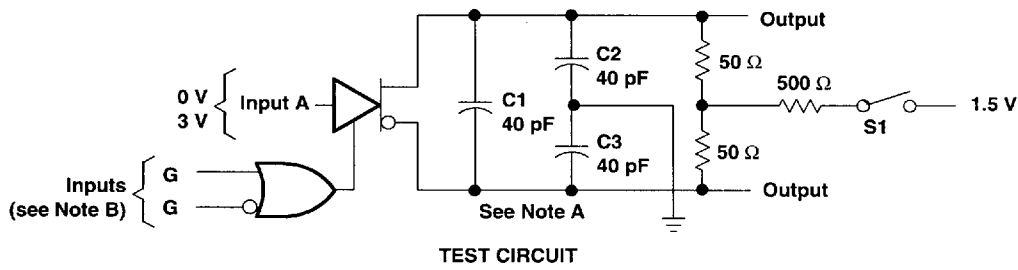 Output
C2
40 pF
50 Ω
500 Ω
0 V
3 V
Input A
C1
40 pF
1.5 V
S1
C3
40 pF
50 Ω
Inputs
(see Note B)
G
G
Output
See Note A
TEST CIRCUIT